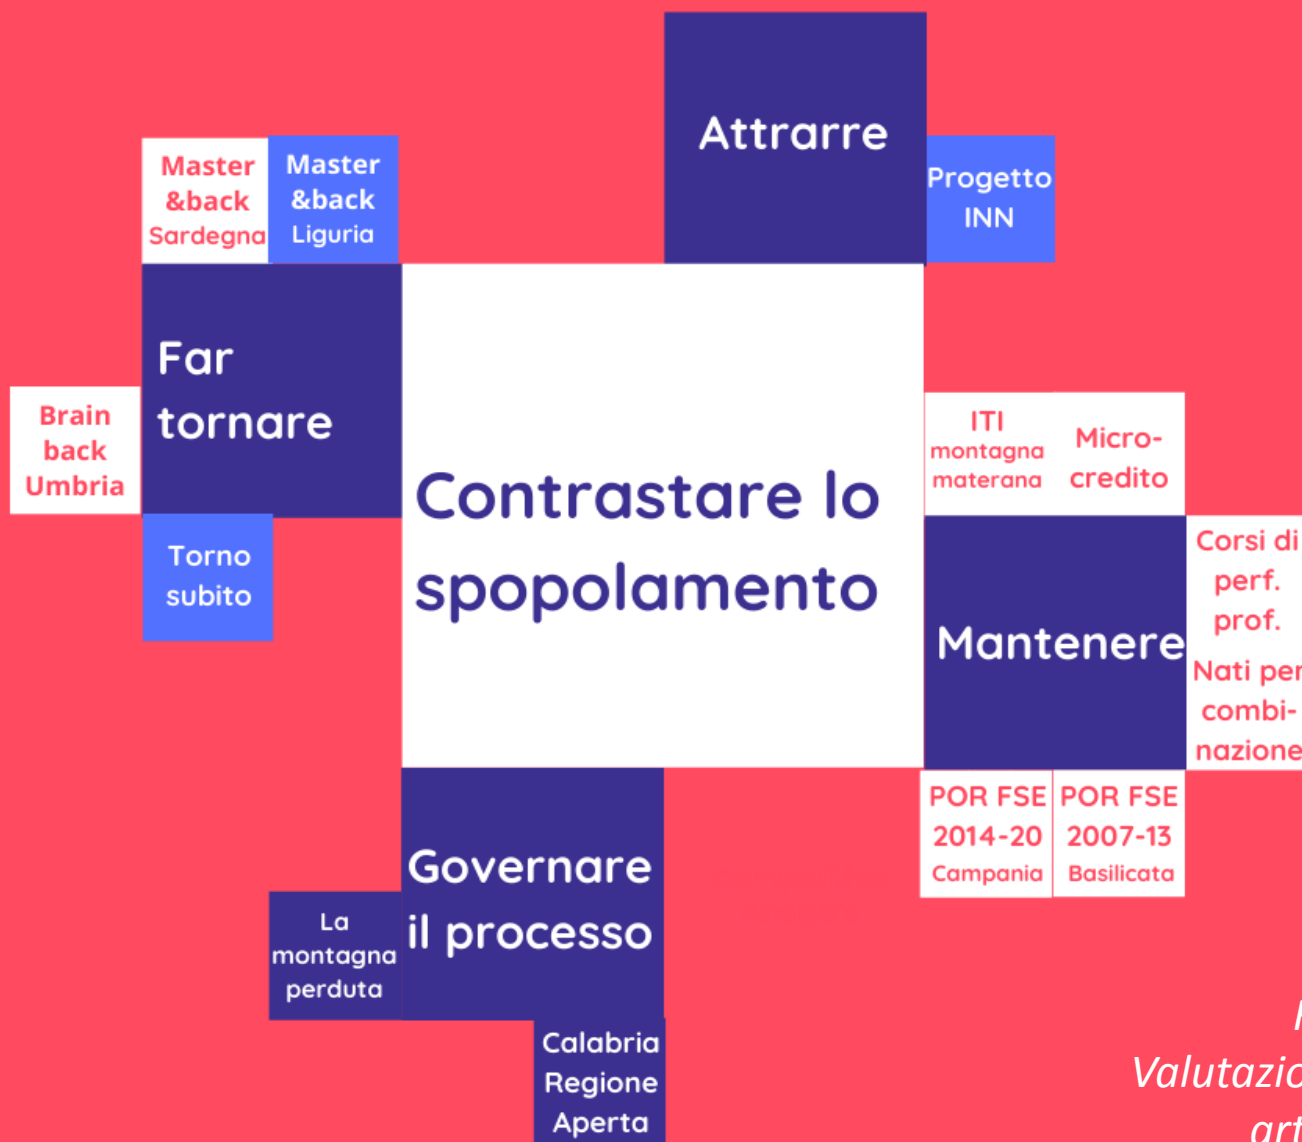 Attrarre
Progetto
INN
Master
&back
Sardegna
Master
&back
Liguria
Far
tornare
Brain
back
Umbria
Torno
subito
Contrastare lo
spopolamento
ITI
montagna
materana
Micro-
credito
Mantenere
Corsi di
perf.
prof.
Nati per
combi-
nazione
POR FSE
2014-20
Campania
POR FSE
2007-13
Basilicata
Governare
il processo
La
montagna
perduta
Calabria
Regione
Aperta